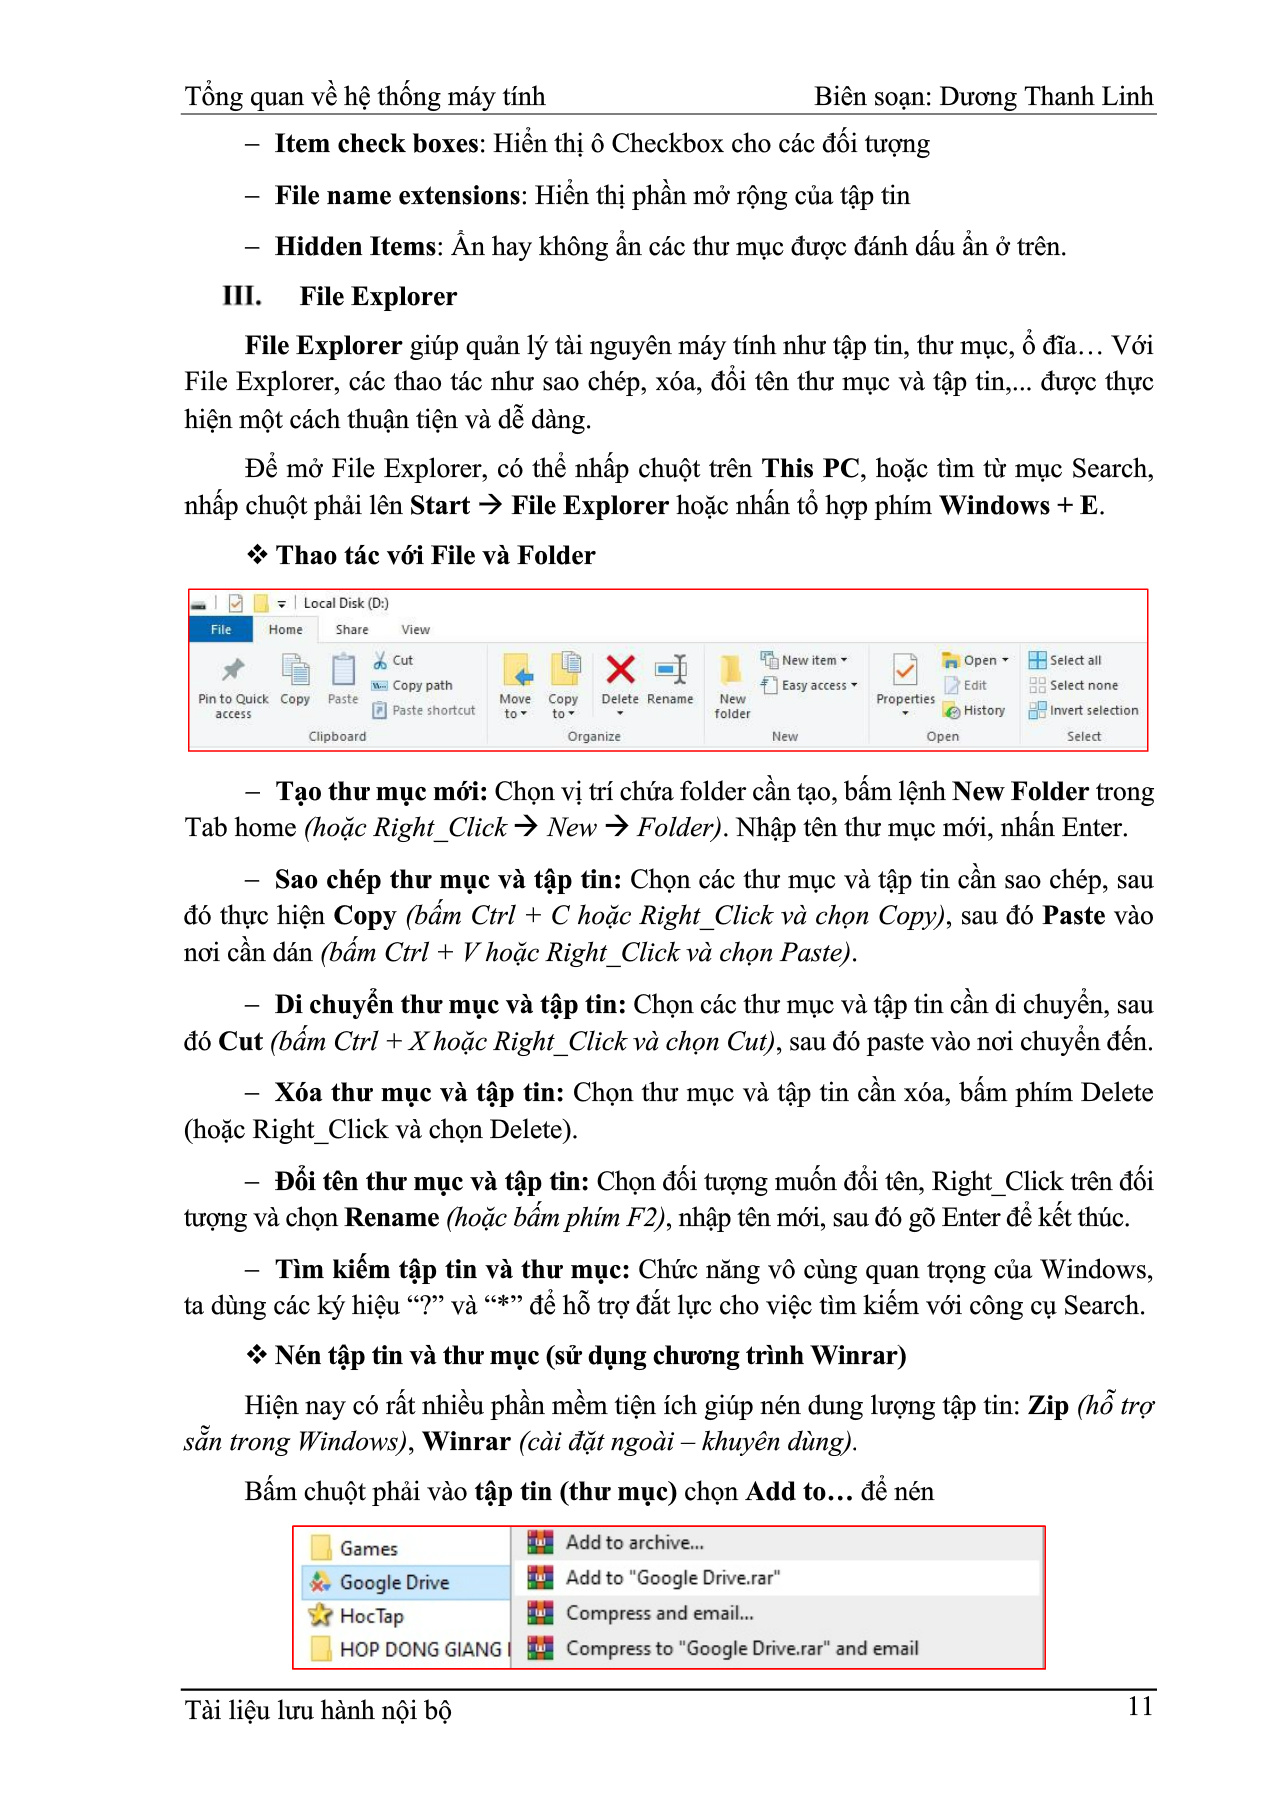 Tổng quan về hệ thống máy tính Biên soạn: Dương Thanh Linh
– Item check boxes: Hiển thị ô Checkbox cho các đối tượng
– File name extensions: Hiển thị phần mở rộng của tập tin
– Hidden Items: Ẩn hay không ẩn các thư mục được đánh dấu ẩn ở trên.
III. File Explorer
File Explorer giúp quản lý tài nguyên máy tính như tập tin, thư mục, ổ đĩa… Với
File Explorer, các thao tác như sao chép, xóa, đổi tên thư mục và tập tin,... được thực
hiện một cách thuận tiện và dễ dàng.
Để mở File Explorer, có thể nhấp chuột trên This PC, hoặc tìm từ mục Search,
nhấp chuột phải lên Start → File Explorer hoặc nhấn tổ hợp phím Windows + E.
❖ Thao tác với File và Folder
Local Disk (D:)
File Home Share View
Pin to Quick access Copy Paste Cut Copy path Paste shortcut
Move to Copy to Delete Rename New folder New item Easy access
Properties Open Edit History Select all Select none Invert selection
Clipboard Organize New Open Select
– Tạo thư mục mới: Chọn vị trí chứa folder cần tạo, bấm lệnh New Folder trong
Tab home (hoặc Right_Click → New → Folder). Nhập tên thư mục mới, nhấn Enter.
– Sao chép thư mục và tập tin: Chọn các thư mục và tập tin cần sao chép, sau
đó thực hiện Copy (bấm Ctrl + C hoặc Right_Click và chọn Copy), sau đó Paste vào
nơi cần dán (bấm Ctrl + V hoặc Right_Click và chọn Paste).
– Di chuyển thư mục và tập tin: Chọn các thư mục và tập tin cần di chuyển, sau
đó Cut (bấm Ctrl + X hoặc Right_Click và chọn Cut), sau đó paste vào nơi chuyển đến.
– Xóa thư mục và tập tin: Chọn thư mục và tập tin cần xóa, bấm phím Delete
(hoặc Right_Click và chọn Delete).
– Đổi tên thư mục và tập tin: Chọn đối tượng muốn đổi tên, Right_Click trên đối
tượng và chọn Rename (hoặc bấm phím F2), nhập tên mới, sau đó gõ Enter để kết thúc.
– Tìm kiếm tập tin và thư mục: Chức năng vô cùng quan trọng của Windows,
ta dùng các ký hiệu “?” và “*” để hỗ trợ đắt lực cho việc tìm kiếm với công cụ Search.
❖ Nén tập tin và thư mục (sử dụng chương trình Winrar)
Hiện nay có rất nhiều phần mềm tiện ích giúp nén dung lượng tập tin: Zip (hỗ trợ
sẵn trong Windows), Winrar (cài đặt ngoài – khuyên dùng).
Bấm chuột phải vào tập tin (thư mục) chọn Add to… để nén
Games
Google Drive
HocTap
HOP DONG GIANG
Add to archive...
Add to "Google Drive.rar"
Compress and email...
Compress to "Google Drive.rar" and email
Tài liệu lưu hành nội bộ 11